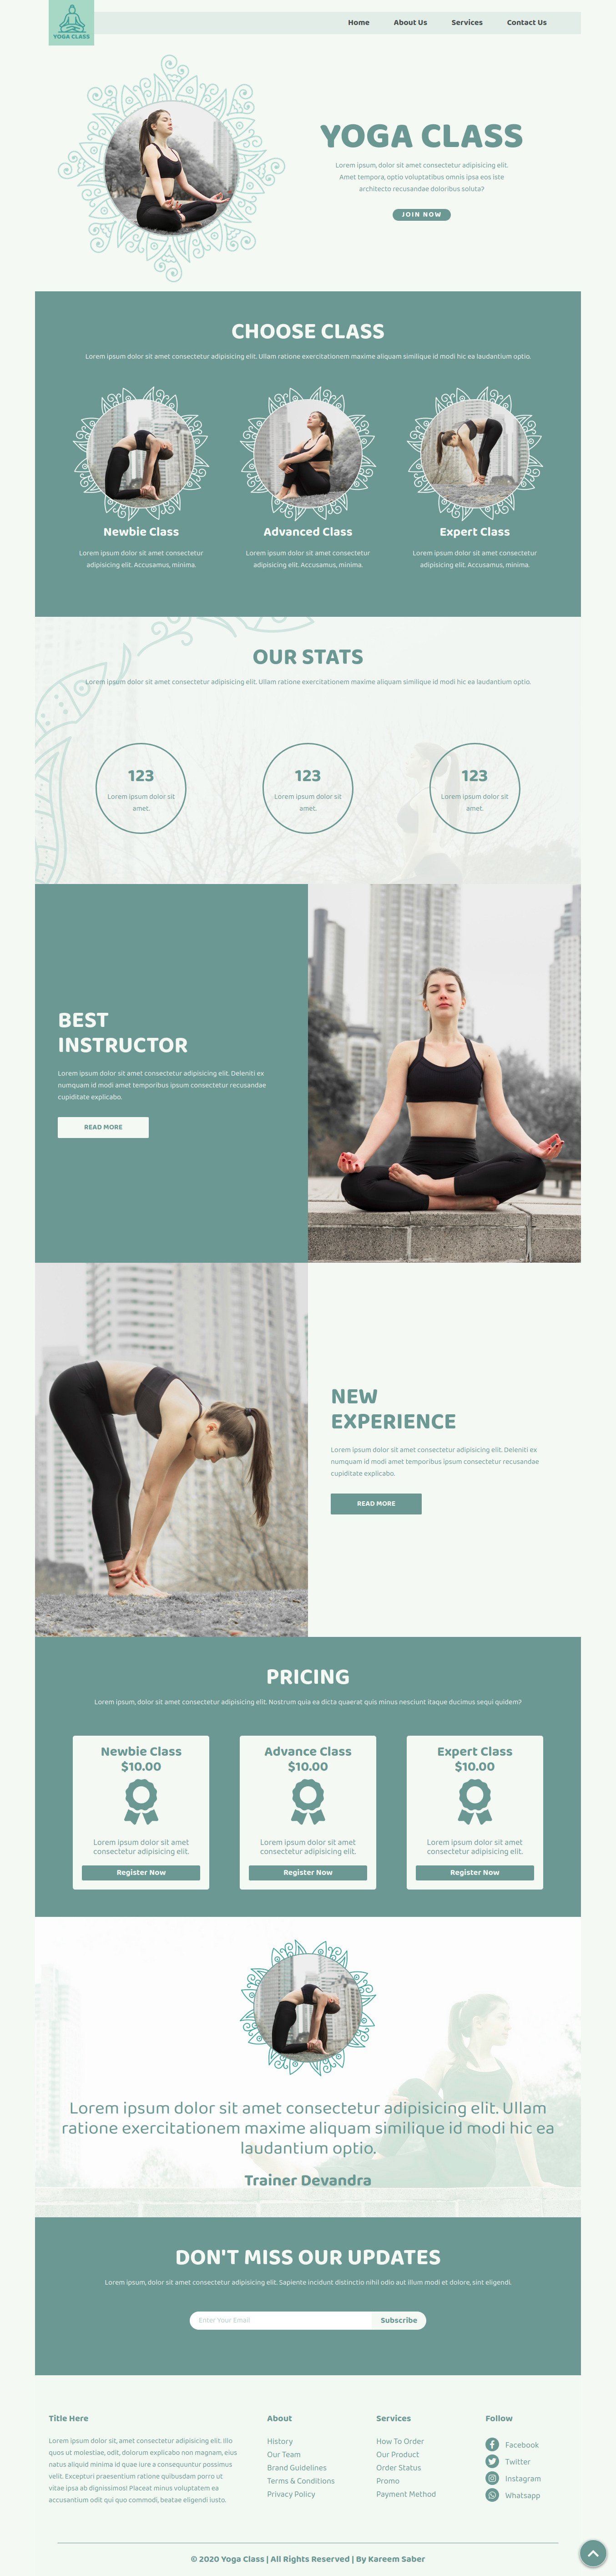 YOGA CLASS
Home About Us Services Contact Us
YOGA CLASS
Lorem ipsum, dolor sit amet consectetur adipisicing elit.
Amet tempora, optio voluptatibus omnis ipsa eos iste
architecto recusandae doloribus soluta?
JOIN NOW
CHOOSE CLASS
Lorem ipsum dolor sit amet consectetur adipisicing elit. Ullam ratione exercitationem maxime aliquam similique id modi hic ea laudantium optio.
Newbie Class
Lorem ipsum dolor sit amet consectetur
adipisicing elit. Accusamus, minima.
Advanced Class
Lorem ipsum dolor sit amet consectetur
adipisicing elit. Accusamus, minima.
Expert Class
Lorem ipsum dolor sit amet consectetur
adipisicing elit. Accusamus, minima.
OUR STATS
Lorem ipsum dolor sit amet consectetur adipisicing elit. Ullam ratione exercitationem maxime aliquam similique id modi hic ea laudantium optio.
123
Lorem ipsum dolor sit
amet.
123
Lorem ipsum dolor sit
amet.
123
Lorem ipsum dolor sit
amet.
BEST
INSTRUCTOR
Lorem ipsum dolor sit amet consectetur adipisicing elit. Deleniti ex
numquam id modi amet temporibus ipsum consectetur recusandae
cupiditate explicabo.
READ MORE
NEW
EXPERIENCE
Lorem ipsum dolor sit amet consectetur adipisicing elit. Deleniti ex
numquam id modi amet temporibus ipsum consectetur recusandae
cupiditate explicabo.
READ MORE
PRICING
Lorem ipsum, dolor sit amet consectetur adipisicing elit. Nostrum quia ea dicta quaerat quis minus nesciunt itaque ducimus sequi quidem?
Newbie Class
$10.00
Lorem ipsum dolor sit amet
consectetur adipisicing elit.
Register Now
Advance Class
$10.00
Lorem ipsum dolor sit amet
consectetur adipisicing elit.
Register Now
Expert Class
$10.00
Lorem ipsum dolor sit amet
consectetur adipisicing elit.
Register Now
Lorem ipsum dolor sit amet consectetur adipisicing elit. Ullam
ratione exercitationem maxime aliquam similique id modi hic ea
laudantium optio.
Trainer Devandra
DON'T MISS OUR UPDATES
Lorem ipsum, dolor sit amet consectetur adipisicing elit. Sapiente incidunt distinctio nihil odio aut illum modi et dolore, sint eligendi.
Enter Your Email Subscribe
Title Here
Lorem ipsum dolor sit, amet consectetur adipisicing elit. Illo
quos ut molestiae, odit, dolorum explicabo non magnam, eius
natus aliquid minima id quae iure a consequuntur possimus
velit. Excepturi praesentium ratione quibusdam porro ut
vitae ipsa ab dignissimos! Placeat minus voluptatem ea
accusantium odit qui quo commodi, beatae eligendi iusto.
About
History
Our Team
Brand Guidelines
Terms & Conditions
Privacy Policy
Services
How To Order
Our Product
Order Status
Promo
Payment Method
Follow
Facebook
Twitter
Instagram
Whatsapp
© 2020 Yoga Class | All Rights Reserved | By Kareem Saber